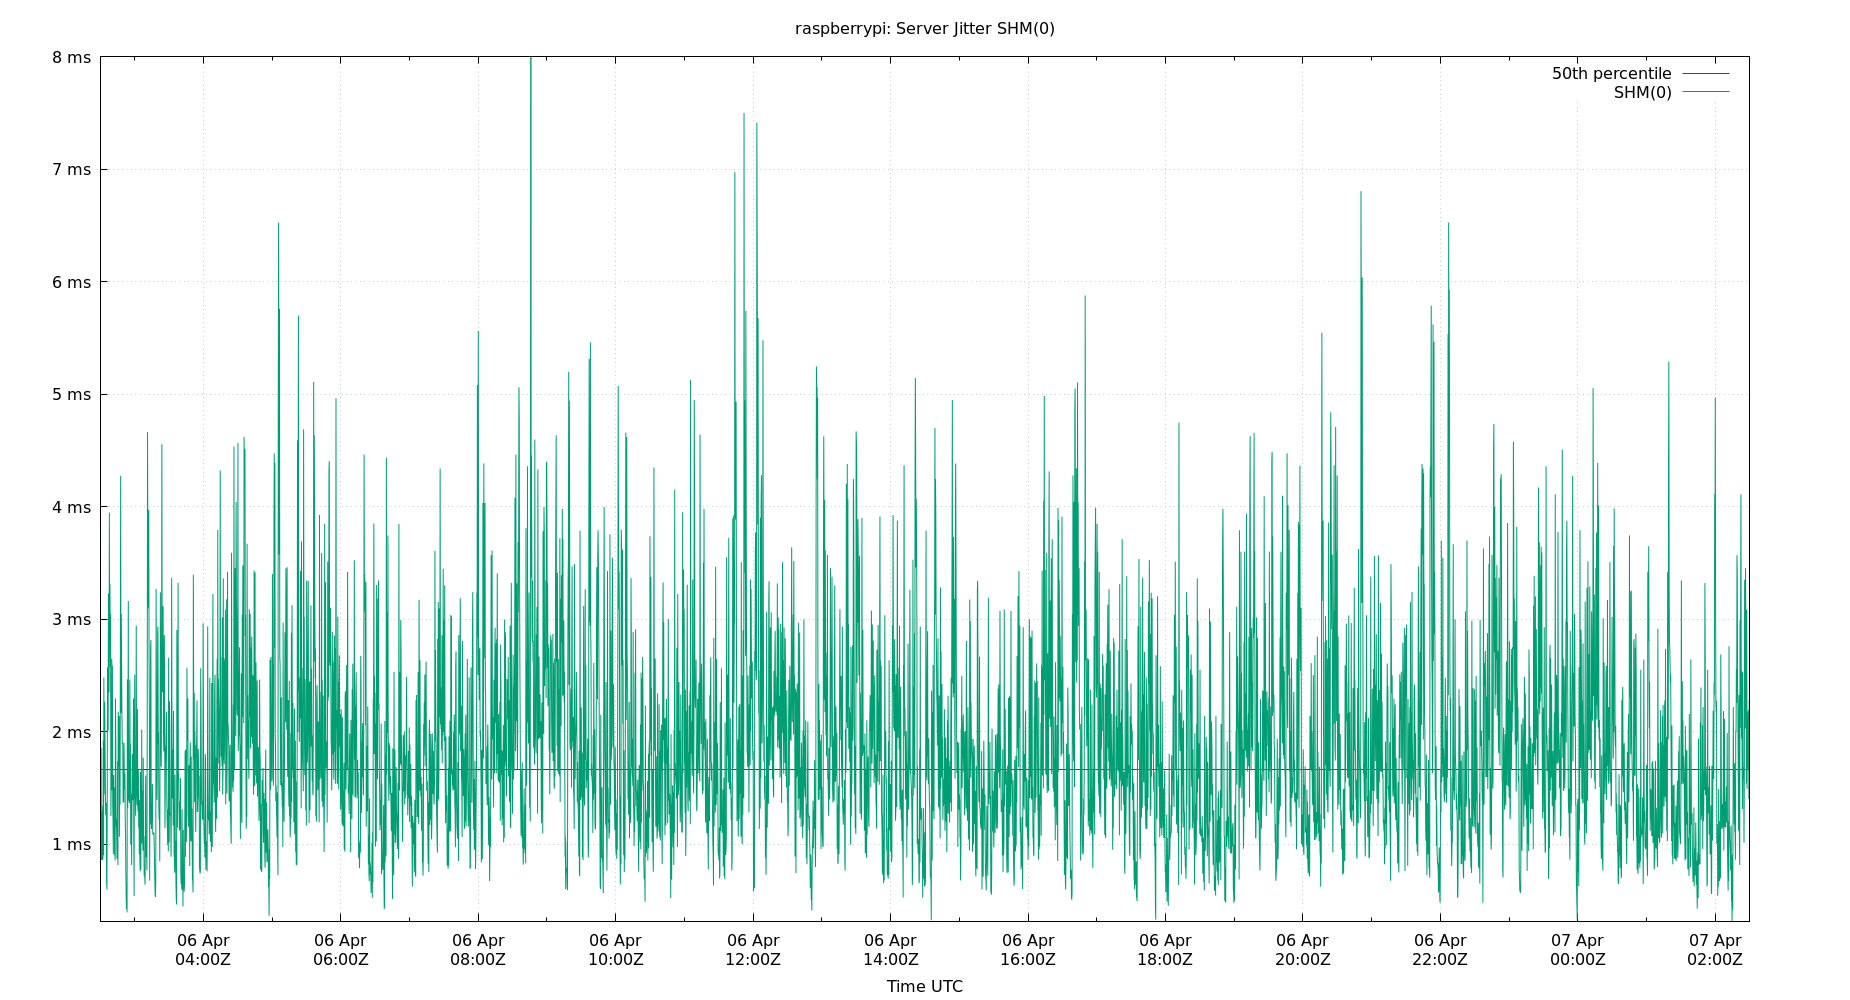 raspberrypi: Server Jitter SHM(0)
8 ms
7 ms
6 ms
5 ms
4 ms
3 ms
2 ms
1 ms
50th percentile
SHM(0)
06 Apr 06 Apr 06 Apr 06 Apr 06 Apr 06 Apr 06 Apr 06 Apr 06 Apr 06 Apr 07 Apr 07 Apr
04:00Z 06:00Z 08:00Z 10:00Z 12:00Z 14:00Z 16:00Z 18:00Z 20:00Z 22:00Z 00:00Z 02:00Z
Time UTC